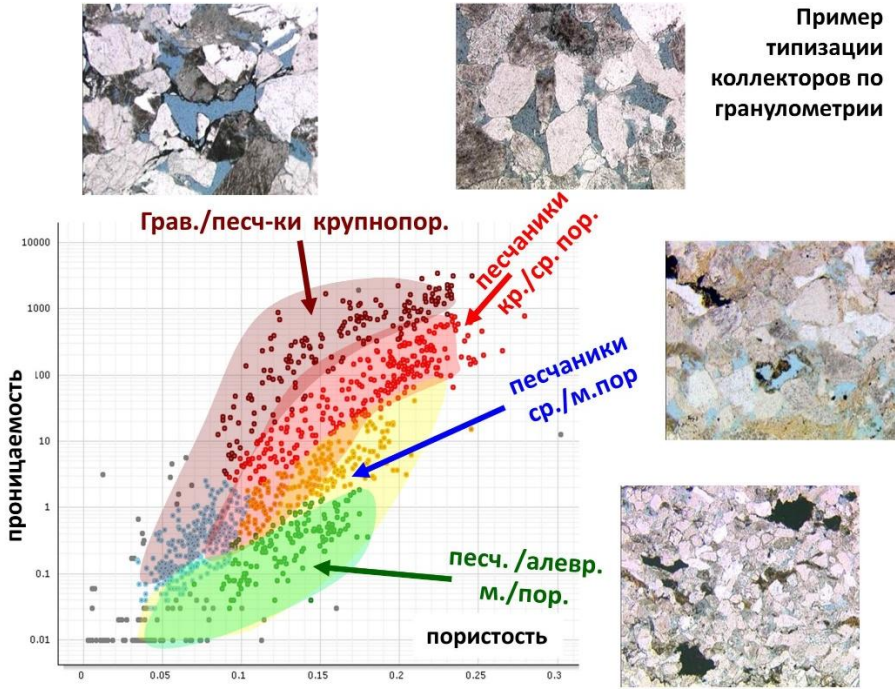 Пример
типизации
коллекторов по
гранулометрии
Грав./песч-ки крупнопор.
песчаники
кр./ср. пор.
песчаники
ср./м.пор
песч. /алевр.
м./пор.
проницаемость
10000
1000
100
10
1
0.1
0.01
пористость
0
0.05
0.1
0.15
0.2
0.25
0.3